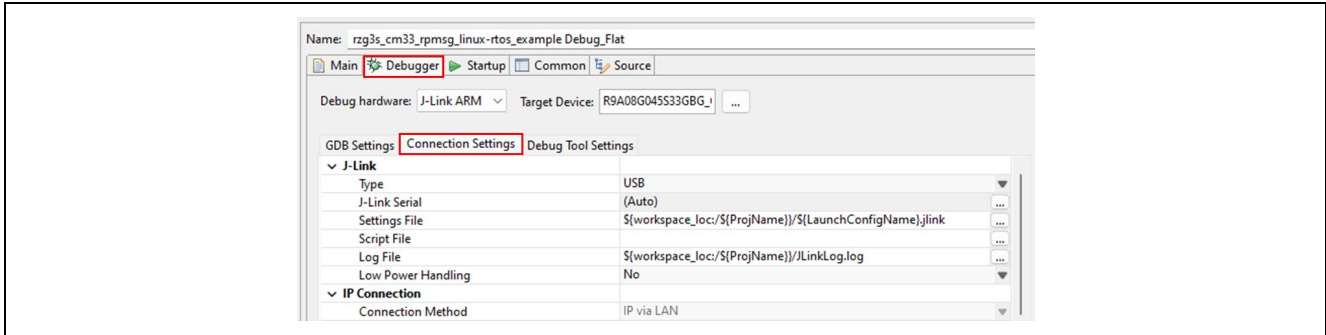 Name: rzg3s_cm33_rpmsg_linux-rtos_example Debug_Flat
Main Debugger Startup Common Source
Debug hardware: J-Link ARM Target Device: R9A08G045S33GBG_ ...
GDB Settings Connection Settings Debug Tool Settings
J-Link
Type USB
J-Link Serial (Auto) ...
Settings File ${workspace_loc:/${ProjName}}/${LaunchConfigName}.jlink ...
Script File ...
Log File ${workspace_loc:/${ProjName}}/JLinkLog.log ...
Low Power Handling No
IP Connection
Connection Method IP via LAN